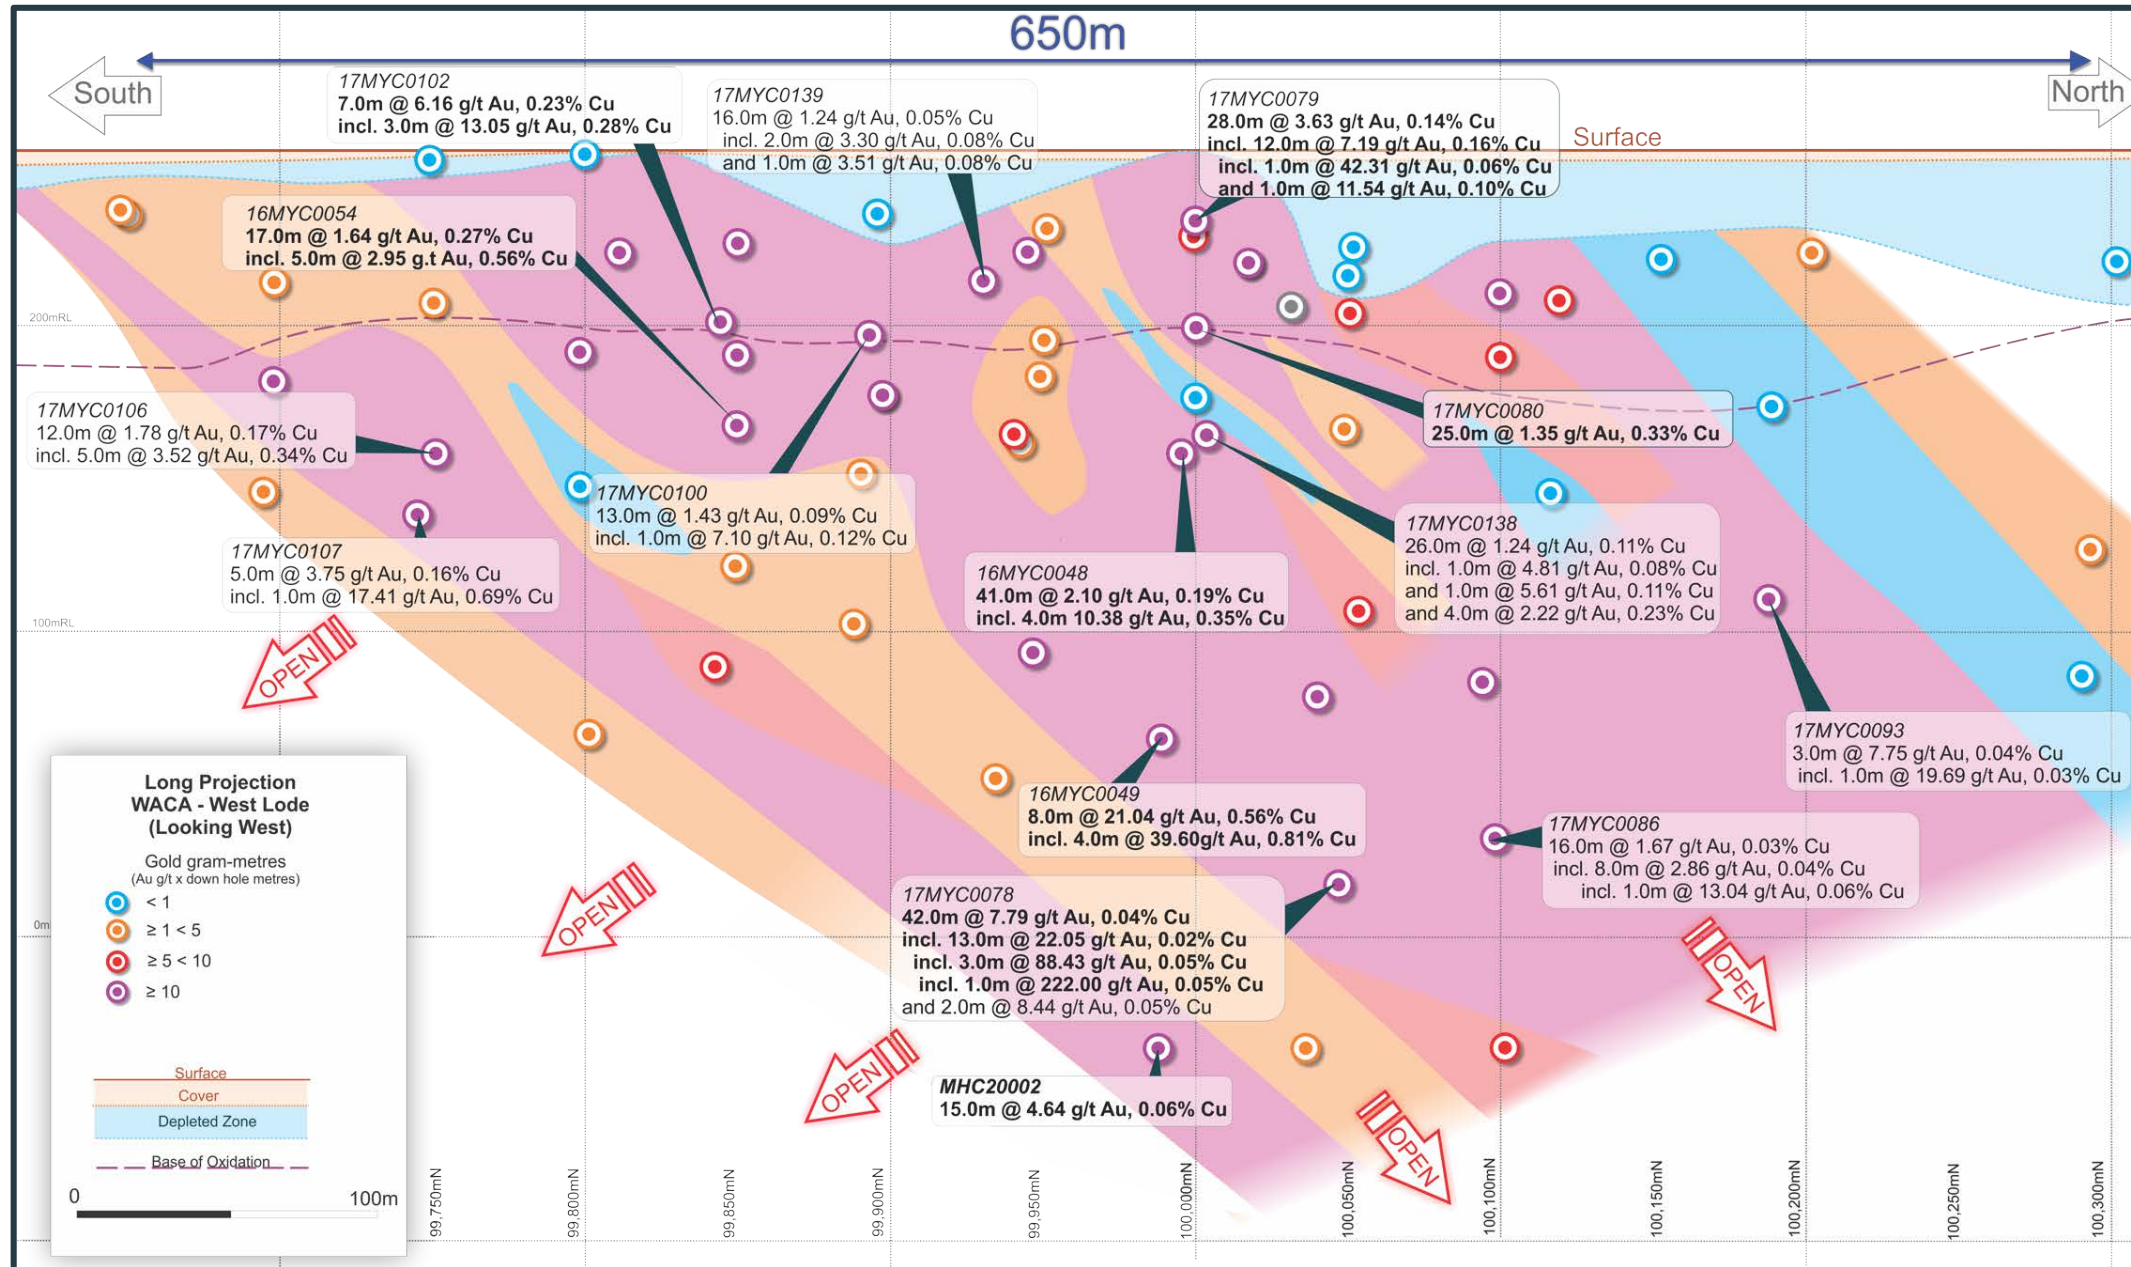 650m
South
North
Surface
17MYC0102
7.0m @ 6.16 g/t Au, 0.23% Cu
incl. 3.0m @ 13.05 g/t Au, 0.28% Cu
17MYC0139
16.0m @ 1.24 g/t Au, 0.05% Cu
incl. 2.0m @ 3.30 g/t Au, 0.08% Cu
and 1.0m @ 3.51 g/t Au, 0.08% Cu
17MYC0079
28.0m @ 3.63 g/t Au, 0.14% Cu
incl. 12.0m @ 7.19 g/t Au, 0.16% Cu
incl. 1.0m @ 42.31 g/t Au, 0.06% Cu
and 1.0m @ 11.54 g/t Au, 0.10% Cu
16MYC0054
17.0m @ 1.64 g/t Au, 0.27% Cu
incl. 5.0m @ 2.95 g.t Au, 0.56% Cu
200mRL
17MYC0106
12.0m @ 1.78 g/t Au, 0.17% Cu
incl. 5.0m @ 3.52 g/t Au, 0.34% Cu
17MYC0080
25.0m @ 1.35 g/t Au, 0.33% Cu
17MYC0100
13.0m @ 1.43 g/t Au, 0.09% Cu
incl. 1.0m @ 7.10 g/t Au, 0.12% Cu
17MYC0138
26.0m @ 1.24 g/t Au, 0.11% Cu
incl. 1.0m @ 4.81 g/t Au, 0.08% Cu
and 1.0m @ 5.61 g/t Au, 0.11% Cu
and 4.0m @ 2.22 g/t Au, 0.23% Cu
17MYC0107
5.0m @ 3.75 g/t Au, 0.16% Cu
incl. 1.0m @ 17.41 g/t Au, 0.69% Cu
16MYC0048
41.0m @ 2.10 g/t Au, 0.19% Cu
incl. 4.0m 10.38 g/t Au, 0.35% Cu
100mRL
OPEN
17MYC0093
3.0m @ 7.75 g/t Au, 0.04% Cu
incl. 1.0m @ 19.69 g/t Au, 0.03% Cu
16MYC0049
8.0m @ 21.04 g/t Au, 0.56% Cu
incl. 4.0m @ 39.60g/t Au, 0.81% Cu
17MYC0086
16.0m @ 1.67 g/t Au, 0.03% Cu
incl. 8.0m @ 2.86 g/t Au, 0.04% Cu
incl. 1.0m @ 13.04 g/t Au, 0.06% Cu
17MYC0078
42.0m @ 7.79 g/t Au, 0.04% Cu
incl. 13.0m @ 22.05 g/t Au, 0.02% Cu
incl. 3.0m @ 88.43 g/t Au, 0.05% Cu
incl. 1.0m @ 222.00 g/t Au, 0.05% Cu
and 2.0m @ 8.44 g/t Au, 0.05% Cu
OPEN
OPEN
0m
OPEN
MHC20002
15.0m @ 4.64 g/t Au, 0.06% Cu
OPEN
Long Projection
WACA - West Lode
(Looking West)
Gold gram-metres
(Au g/t x down hole metres)
< 1
≥ 1 < 5
≥ 5 < 10
≥ 10
Surface
Cover
Depleted Zone
Base of Oxidation
0 100m
99,750mN
99,800mN
99,850mN
99,900mN
99,950mN
100,000mN
100,050mN
100,100mN
100,150mN
100,200mN
100,250mN
100,300mN